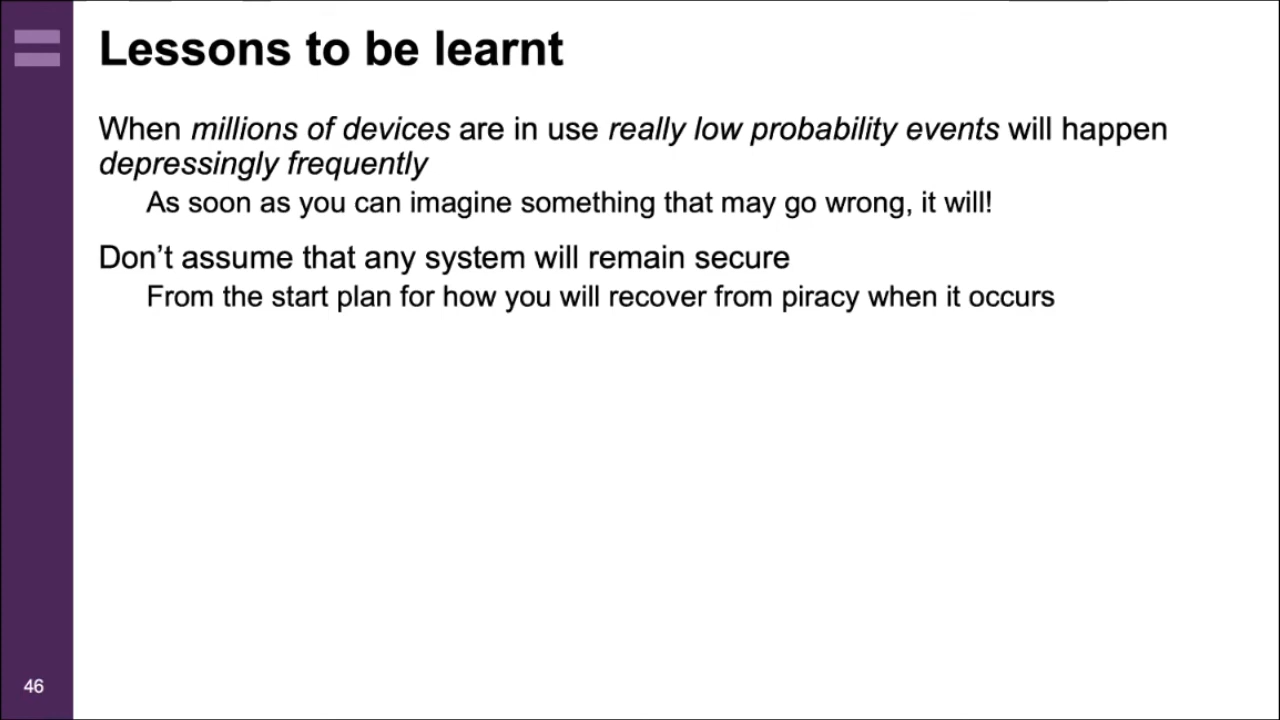 Lessons to be learnt
When millions of devices are in use really low probability events will happen
depressingly frequently
As soon as you can imagine something that may go wrong, it will!
Don’t assume that any system will remain secure
From the start plan for how you will recover from piracy when it occurs
46